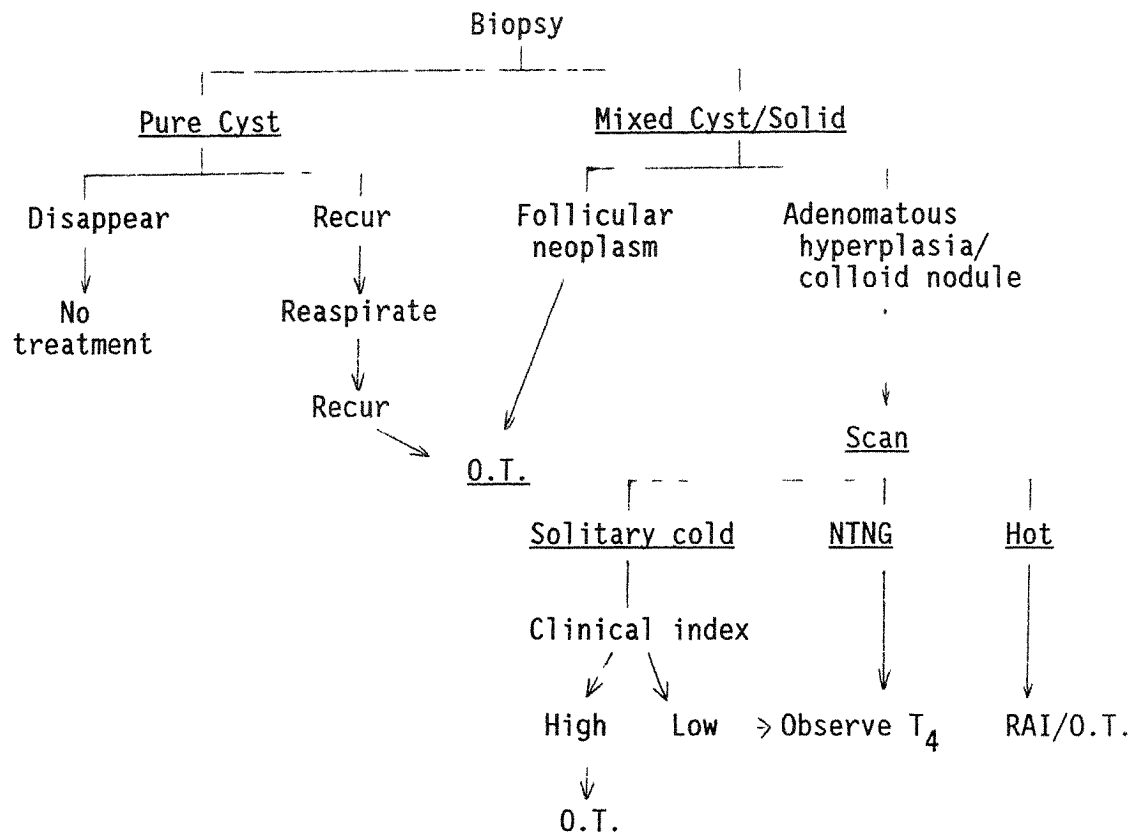 Biopsy
Pure Cyst
Mixed Cyst/Solid
Disappear
Recur
Follicular
neoplasm
Adenomatous
hyperplasia/
colloid nodule
No
treatment
Reaspirate
Recur
O.T.
Scan
Solitary cold
NTNG
Hot
Clinical index
High
Low
Observe T4
RAI/O.T.
O.T.